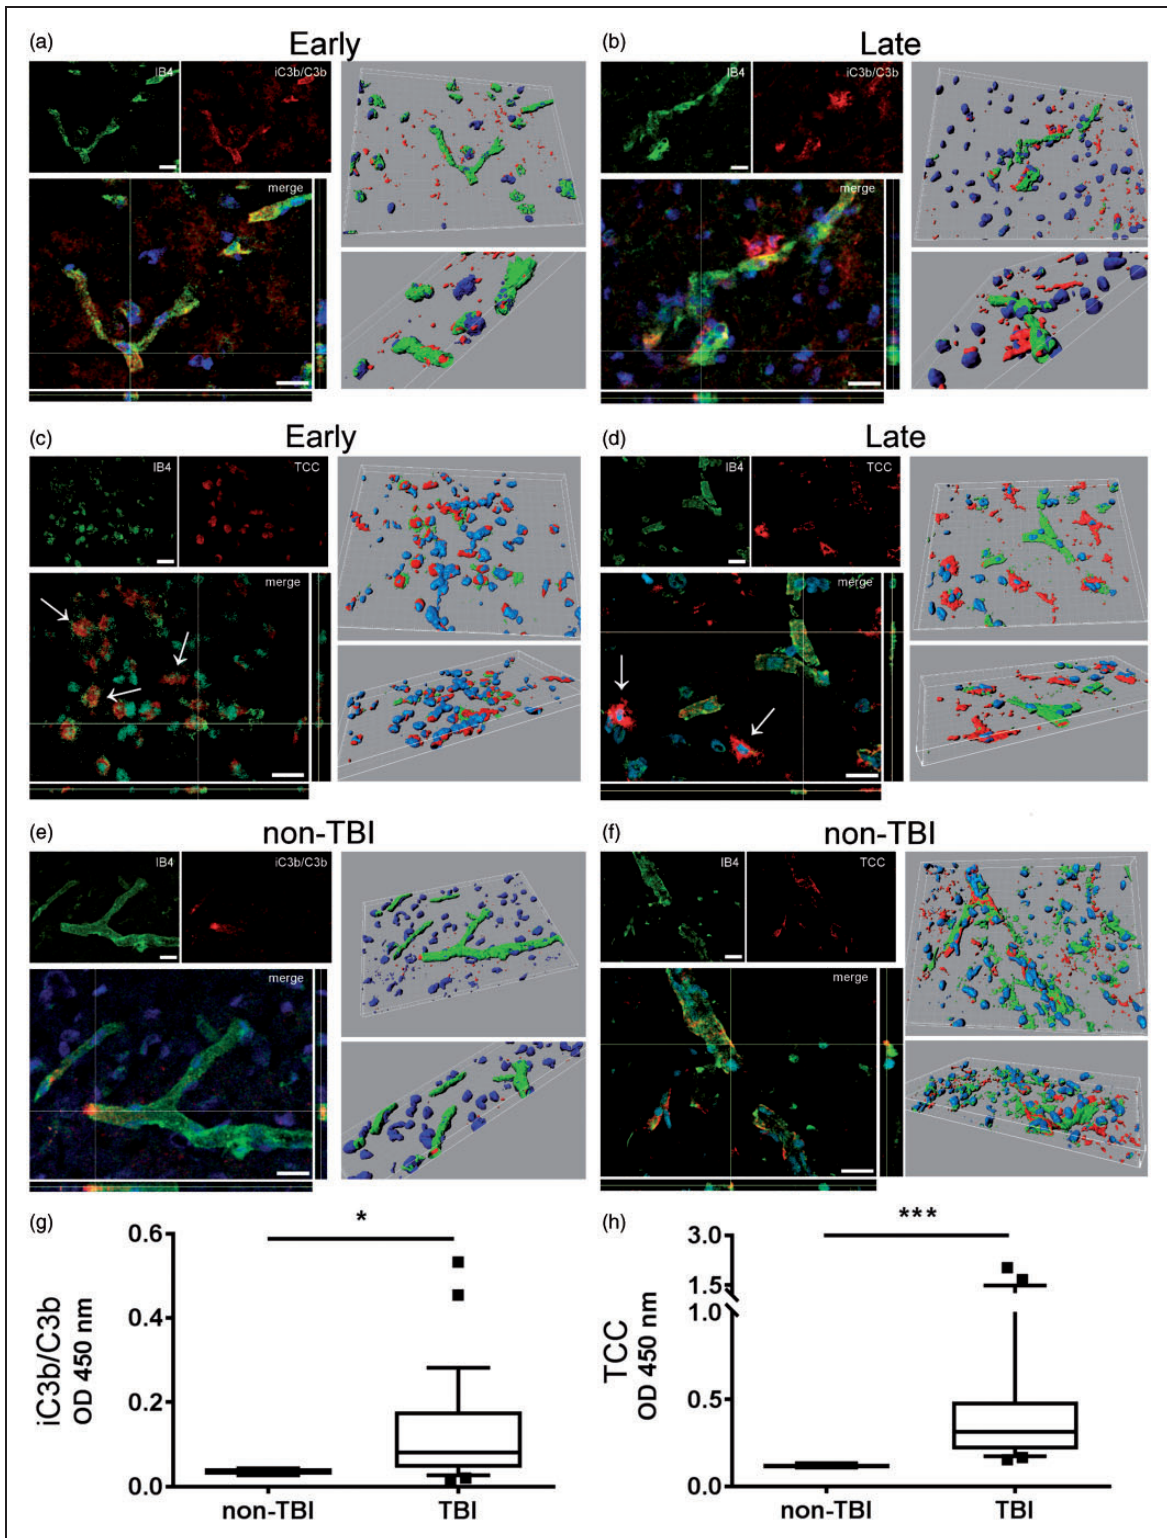 (a) Early
IB4
iC3b/C3b
merge
(b) Late
IB4
iC3b/C3b
merge
(c) Early
IB4
TCC
merge
(d) Late
IB4
TCC
merge
(e) non-TBI
IB4
iC3b/C3b
merge
(f) non-TBI
IB4
TCC
merge
(g)
*
iC3b/C3b
OD 450 nm
0.6
0.4
0.2
0.0
non-TBI TBI
(h)
***
TCC
OD 450 nm
3.0
1.5
1.0
0.5
0.0
non-TBI TBI